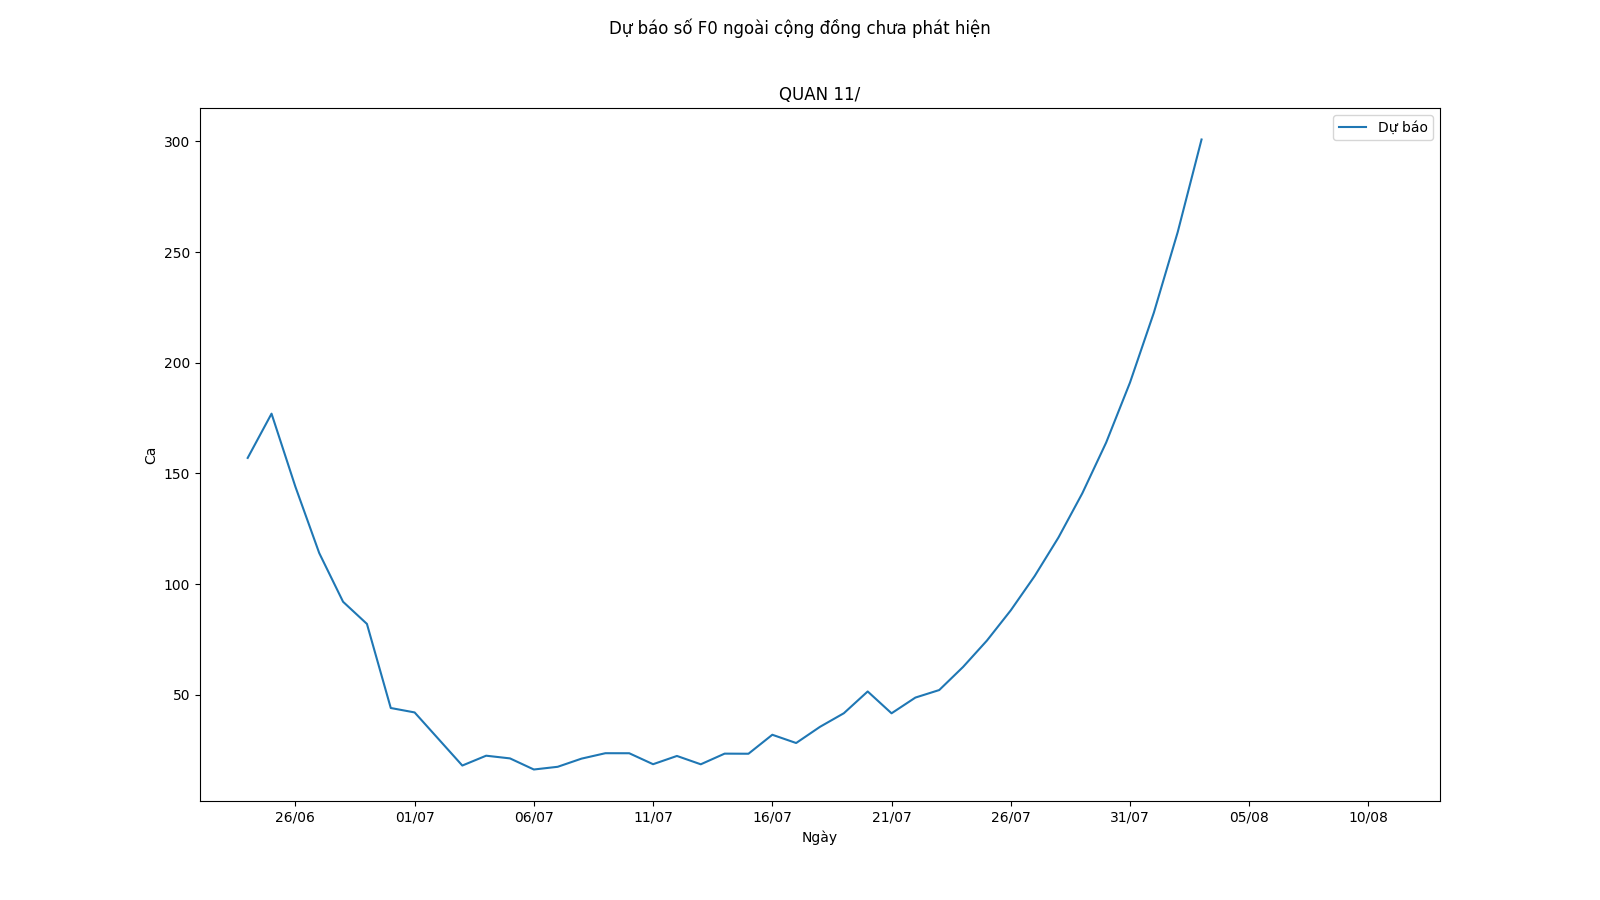 Dự báo số F0 ngoài cộng đồng chưa phát hiện
QUAN 11/
Dự báo
300
250
200
150
100
50
Ca
26/06 01/07 06/07 11/07 16/07 21/07 26/07 31/07 05/08 10/08
Ngày